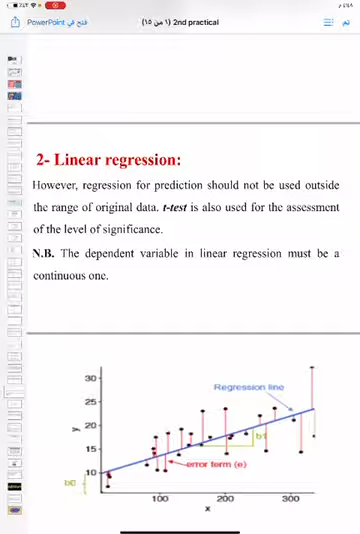 ٪٤٢
٩:٤٨
فتح في PowerPoint
2nd practical (١ من ١٥)
تم
2- Linear regression:
However, regression for prediction should not be used outside
the range of original data. t-test is also used for the assessment
of the level of significance.
N.B. The dependent variable in linear regression must be a
continuous one.
30
25
20
15
10
y
Regression line
b1
error term (e)
b0
100
200
300
x